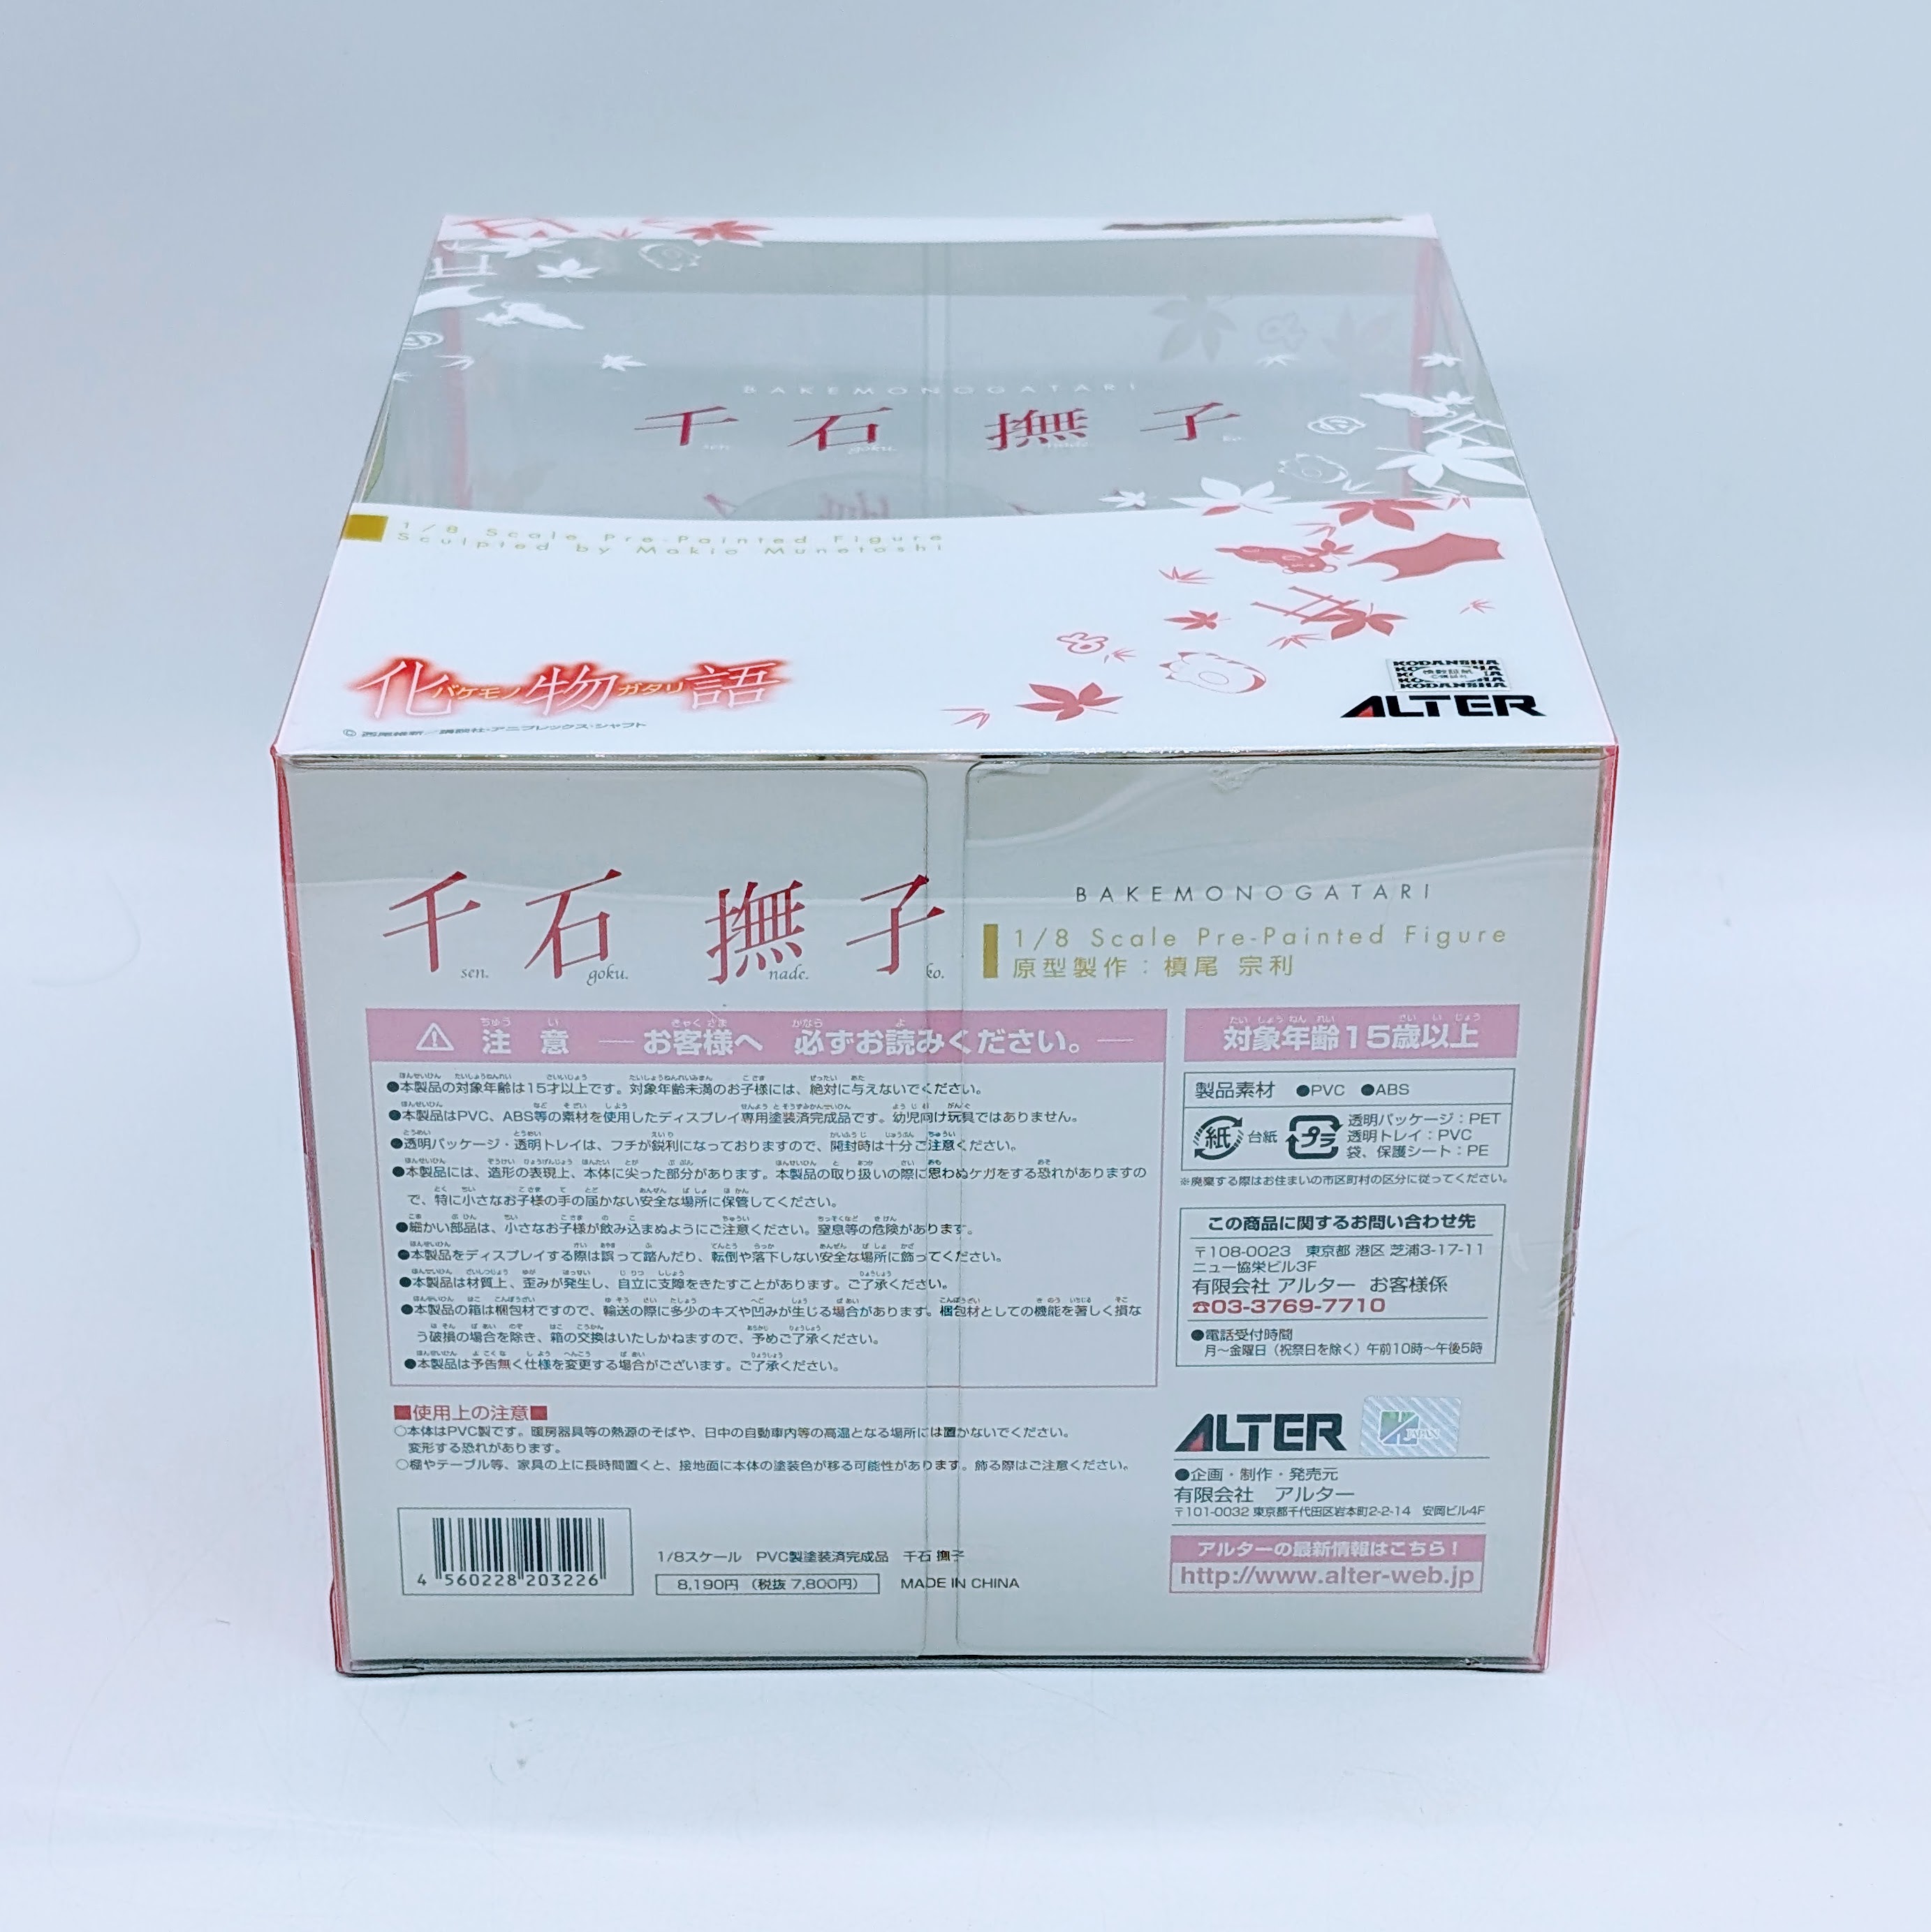 BAKEMONOGATARI
千石 撫子
sen. goku. nade. ko.
1/8 Scale Pre-Painted Figure
Sculpted by Makio Munetoshi
化物語
バケモノガタリ
©西尾維新/講談社・アニプレックス・シャフト
KODANSHA
KODANSHA
ALTER
千石 撫子
sen. goku. nade. ko.
BAKEMONOGATARI
1/8 Scale Pre-Painted Figure
原型製作:槙尾 宗利
注意 ─ お客様へ 必ずお読みください。─
●本製品の対象年齢は15才以上です。対象年齢未満のお子様には、絶対に与えないでください。
●本製品はPVC、ABS等の素材を使用したディスプレイ専用塗装済完成品です。幼児向け玩具ではありません。
●透明パッケージ・透明トレイは、フチが鋭利になっておりますので、開封時は十分ご注意ください。
●本製品には、造形の表現上、本体に尖った部分があります。本製品の取り扱いの際に思わぬケガをする恐れがありますの
で、特に小さなお子様の手の届かない安全な場所に保管してください。
●細かい部品は、小さなお子様が飲み込まぬようにご注意ください。窒息等の危険があります。
●本製品をディスプレイする際は誤って踏んだり、転倒や落下しない安全な場所に飾ってください。
●本製品は材質上、歪みが発生し、自立に支障をきたすことがあります。ご了承ください。
●本製品の箱は梱包材ですので、輸送の際に多少のキズや凹みが生じる場合があります。梱包材としての機能を著しく損な
う破損の場合を除き、箱の交換はいたしかねますので、予めご了承ください。
●本製品は予告無く仕様を変更する場合がございます。ご了承ください。
■使用上の注意■
○本体はPVC製です。暖房器具等の熱源のそばや、日中の自動車内等の高温となる場所には置かないでください。
変形する恐れがあります。
○棚やテーブル等、家具の上に長時間置くと、接地面に本体の塗装色が移る可能性があります。飾る際はご注意ください。
4 560228 203226
1/8スケール PVC製塗装済完成品 千石 撫子
8,190円(税抜 7,800円) MADE IN CHINA
対象年齢15歳以上
製品素材 ●PVC ●ABS
紙 台紙 プラ
透明パッケージ:PET
透明トレイ:PVC
袋、保護シート:PE
※廃棄する際はお住まいの市区町村の区分に従ってください。
この商品に関するお問い合わせ先
〒108-0023 東京都 港区 芝浦3-17-11
ニュー協栄ビル3F
有限会社 アルター お客様係
☎03-3769-7710
●電話受付時間
月〜金曜日(祝祭日を除く)午前10時〜午後5時
ALTER
●企画・制作・発売元
有限会社 アルター
〒101-0032 東京都千代田区岩本町2-2-14 安岡ビル4F
アルターの最新情報はこちら!
http://www.alter-web.jp